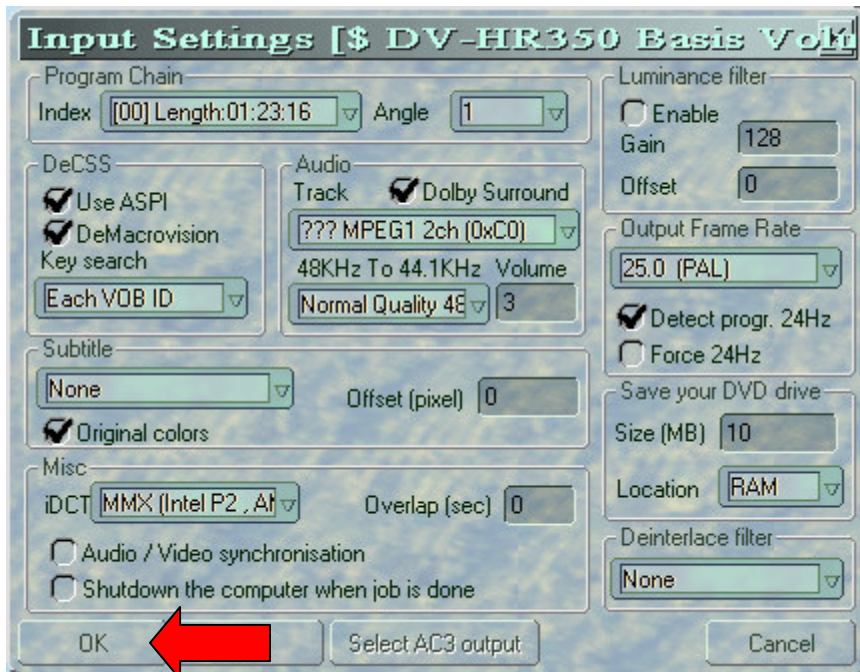 Input Settings [$ DV-HR350 Basis Volu
Program Chain
Index [00] Length:01:23:16 Angle 1
DeCSS
Use ASPI
DeMacrovision
Key search
Each VOB ID
Audio
Track Dolby Surround
??? MPEG1 2ch (0xC0)
48KHz To 44.1KHz Volume
Normal Quality 48 3
Subtitle
None Offset (pixel) 0
Original colors
Misc
iDCT MMX (Intel P2 , Overlap (sec) 0
Audio / Video synchronisation
Shutdown the computer when job is done
Luminance filter
Enable
Gain 128
Offset 0
Output Frame Rate
25.0 (PAL)
Detect progr. 24Hz
Force 24Hz
Save your DVD drive
Size (MB) 10
Location RAM
Deinterlace filter
None
OK Select AC3 output Cancel